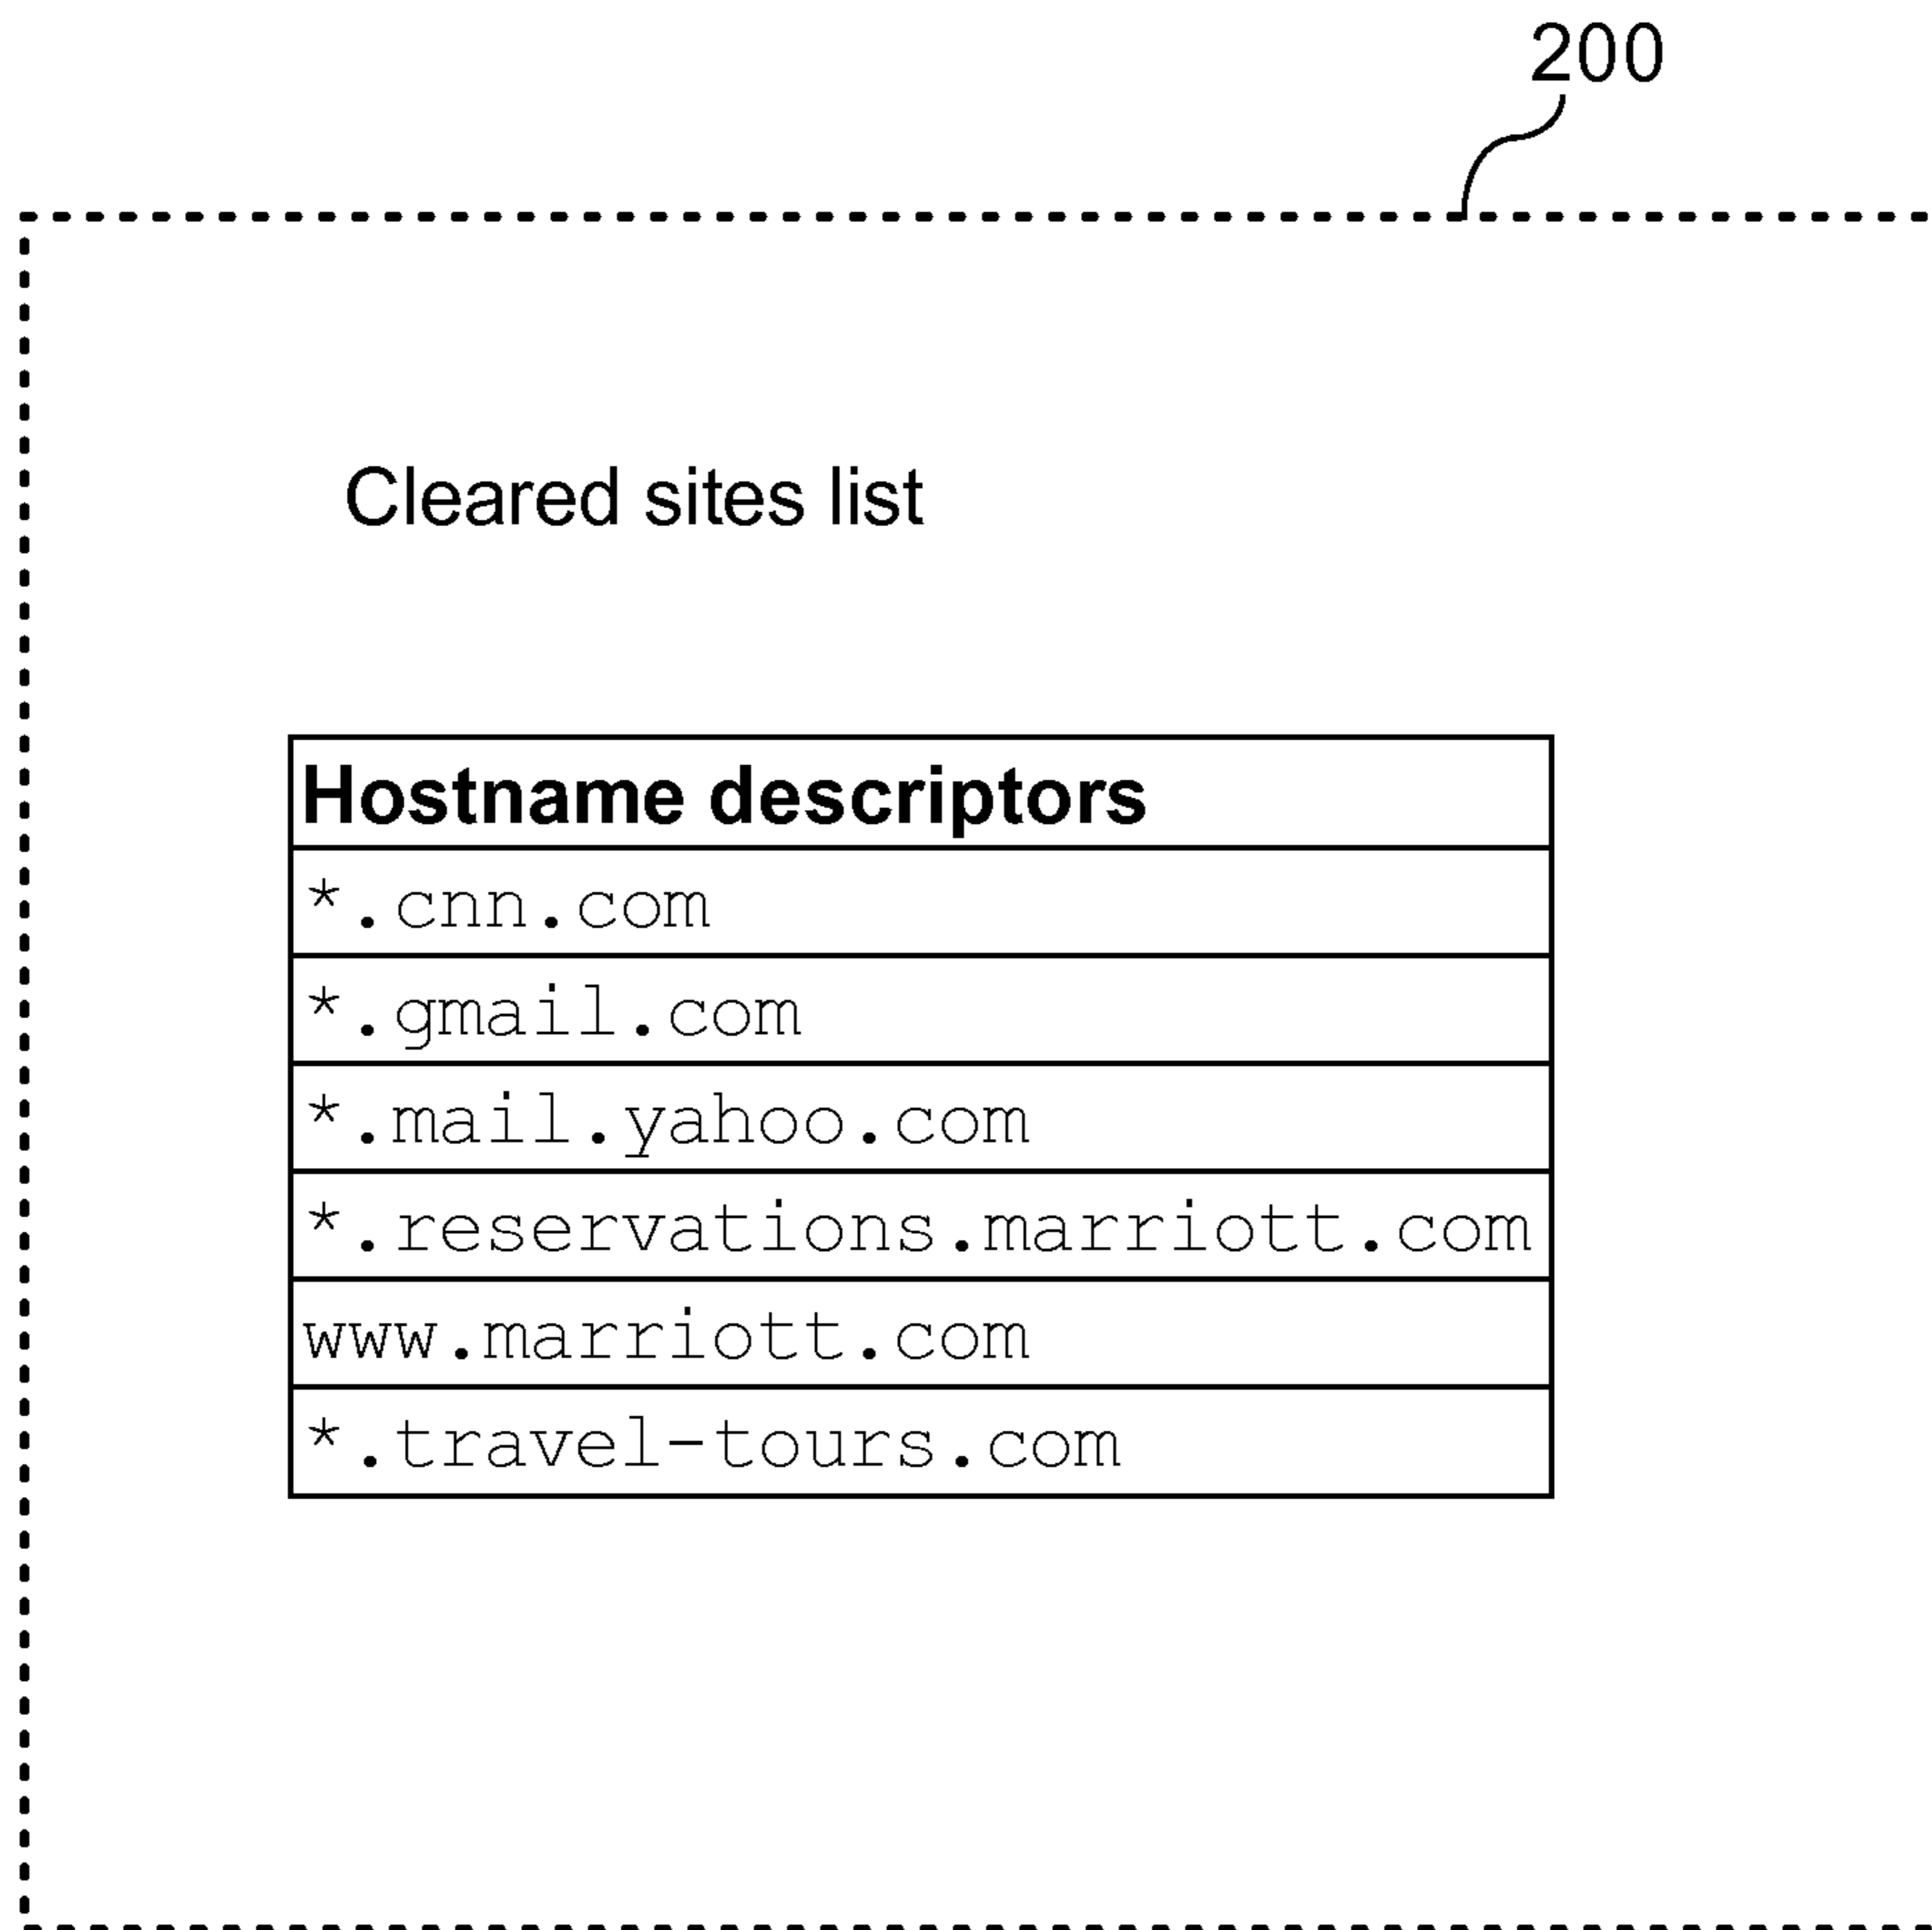 200
Cleared sites list
Hostname descriptors
*.cnn.com
*.gmail.com
*.mail.yahoo.com
*.reservations.marriott.com
www.marriott.com
*.travel-tours.com